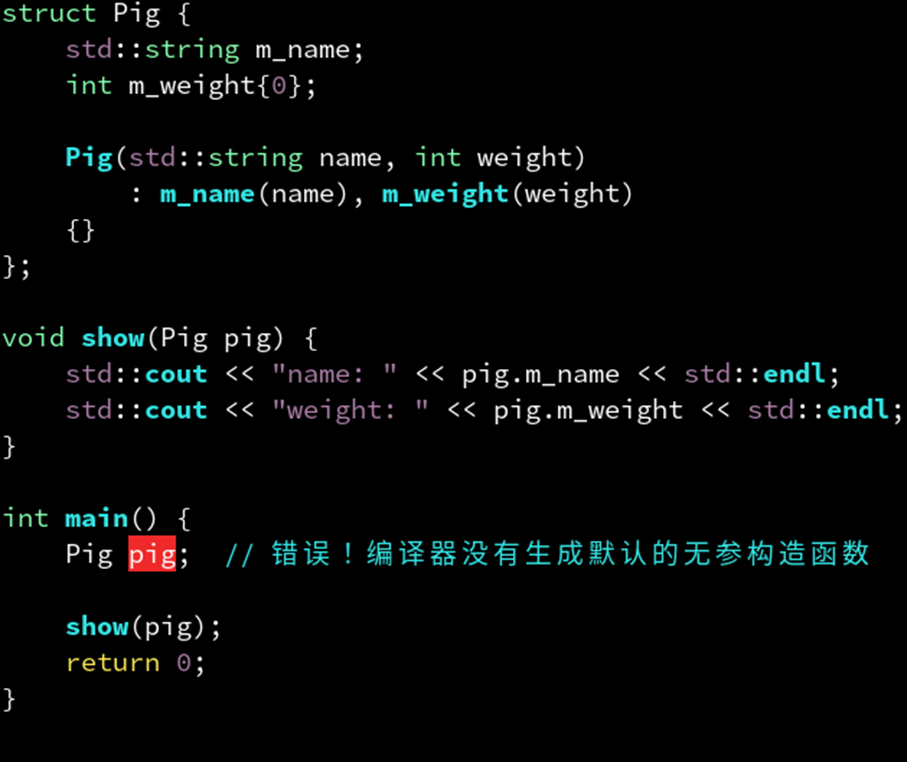 struct Pig {
    std::string m_name;
    int m_weight{0};

    Pig(std::string name, int weight)
        : m_name(name), m_weight(weight)
    {}
};

void show(Pig pig) {
    std::cout << "name: " << pig.m_name << std::endl;
    std::cout << "weight: " << pig.m_weight << std::endl;
}

int main() {
    Pig pig;  // 错误！编译器没有生成默认的无参构造函数

    show(pig);
    return 0;
}